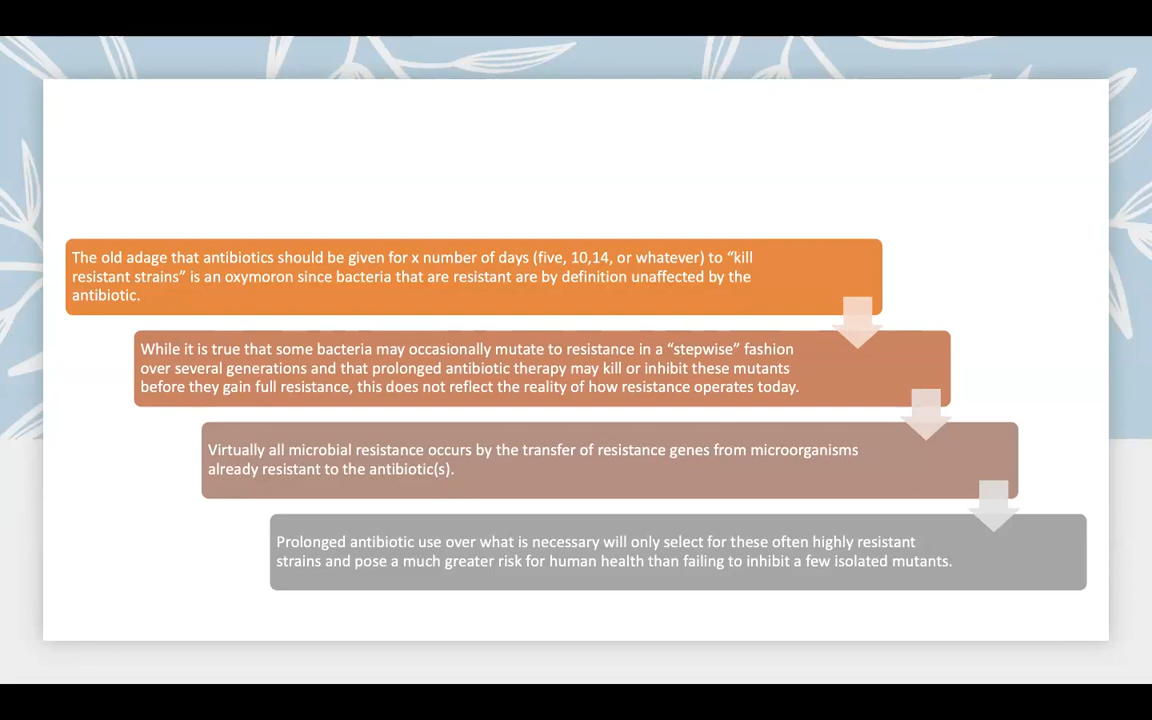 The old adage that antibiotics should be given for x number of days (five, 10,14, or whatever) to “kill
resistant strains” is an oxymoron since bacteria that are resistant are by definition unaffected by the
antibiotic.
While it is true that some bacteria may occasionally mutate to resistance in a “stepwise” fashion
over several generations and that prolonged antibiotic therapy may kill or inhibit these mutants
before they gain full resistance, this does not reflect the reality of how resistance operates today.
Virtually all microbial resistance occurs by the transfer of resistance genes from microorganisms
already resistant to the antibiotic(s).
Prolonged antibiotic use over what is necessary will only select for these often highly resistant
strains and pose a much greater risk for human health than failing to inhibit a few isolated mutants.